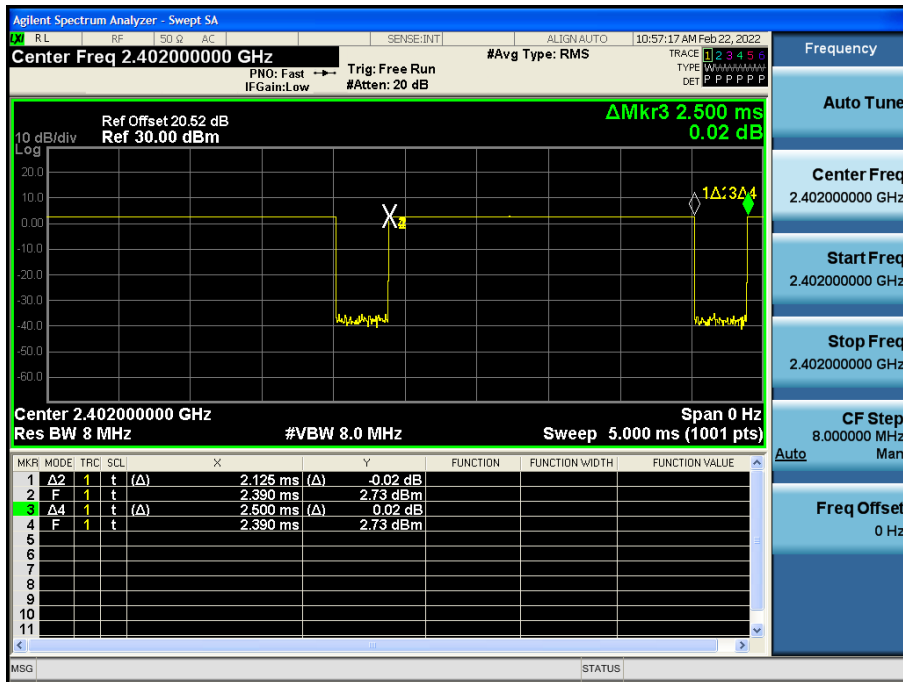 Agilent Spectrum Analyzer - Swept SA
LXI RL RF 50 Ω AC SENSE:INT ALIGN AUTO 10:57:17 AM Feb 22, 2022
Center Freq 2.402000000 GHz
#Avg Type: RMS
TRACE 1 2 3 4 5 6
TYPE W
DET P P P P P P
PNO: Fast
IFGain:Low
Trig: Free Run
#Atten: 20 dB
Frequency
Auto Tune
Center Freq
2.402000000 GHz
Start Freq
2.402000000 GHz
Stop Freq
2.402000000 GHz
CF Step
8.000000 MHz
Auto Man
Freq Offset
0 Hz
ΔMkr3 2.500 ms
0.02 dB
Ref Offset 20.52 dB
10 dB/div Ref 30.00 dBm
Log
20.0
10.0
0.00
-10.0
-20.0
-30.0
-40.0
-50.0
-60.0
X
3Δ4
Center 2.402000000 GHz Span 0 Hz
Res BW 8 MHz #VBW 8.0 MHz Sweep 5.000 ms (1001 pts)
MKR MODE TRC SCL X Y FUNCTION FUNCTION WIDTH FUNCTION VALUE
1 Δ2 1 t (Δ) 2.125 ms (Δ) -0.02 dB
2 F 1 t 2.390 ms 2.73 dBm
3 Δ4 1 t (Δ) 2.500 ms (Δ) 0.02 dB
4 F 1 t 2.390 ms 2.73 dBm
5
6
7
8
9
10
11
MSG STATUS